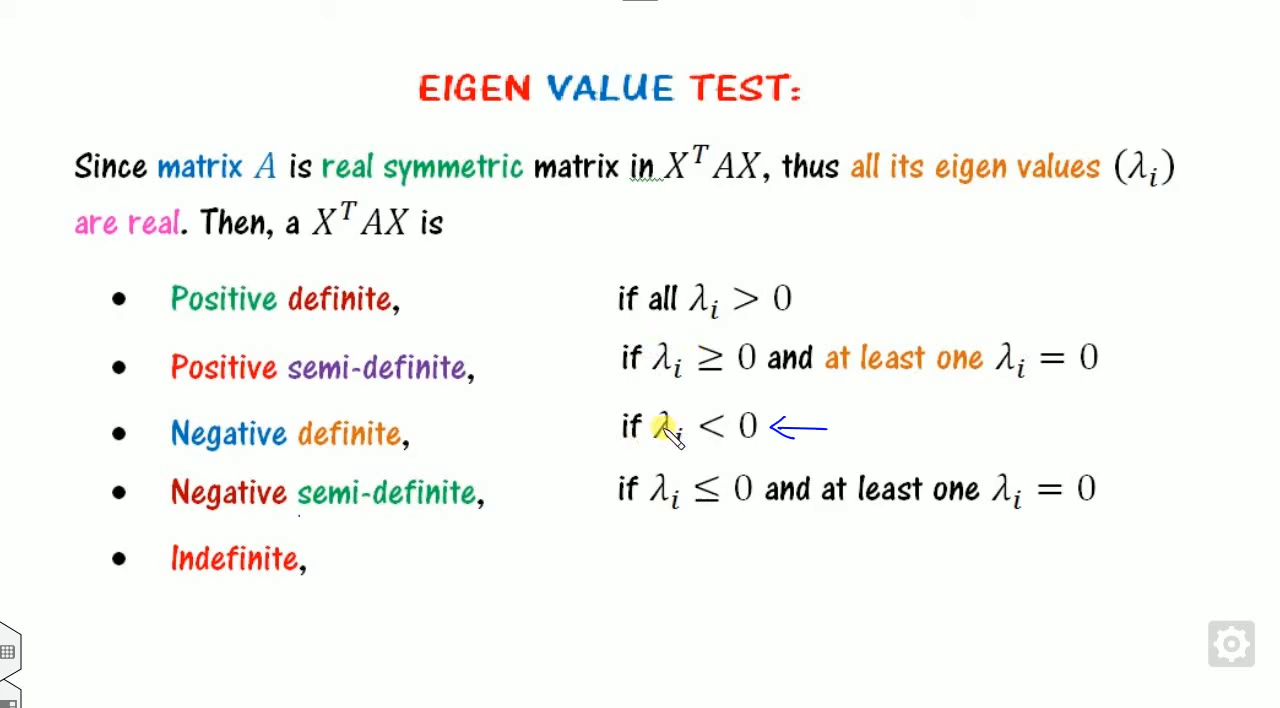 EIGEN VALUE TEST:
Since matrix A is real symmetric matrix in X^T AX, thus all its eigen values (λ_i)
are real. Then, a X^T AX is
• Positive definite, if all λ_i > 0
• Positive semi-definite, if λ_i ≥ 0 and at least one λ_i = 0
• Negative definite, if λ_i < 0 ←
• Negative semi-definite, if λ_i ≤ 0 and at least one λ_i = 0
• Indefinite,